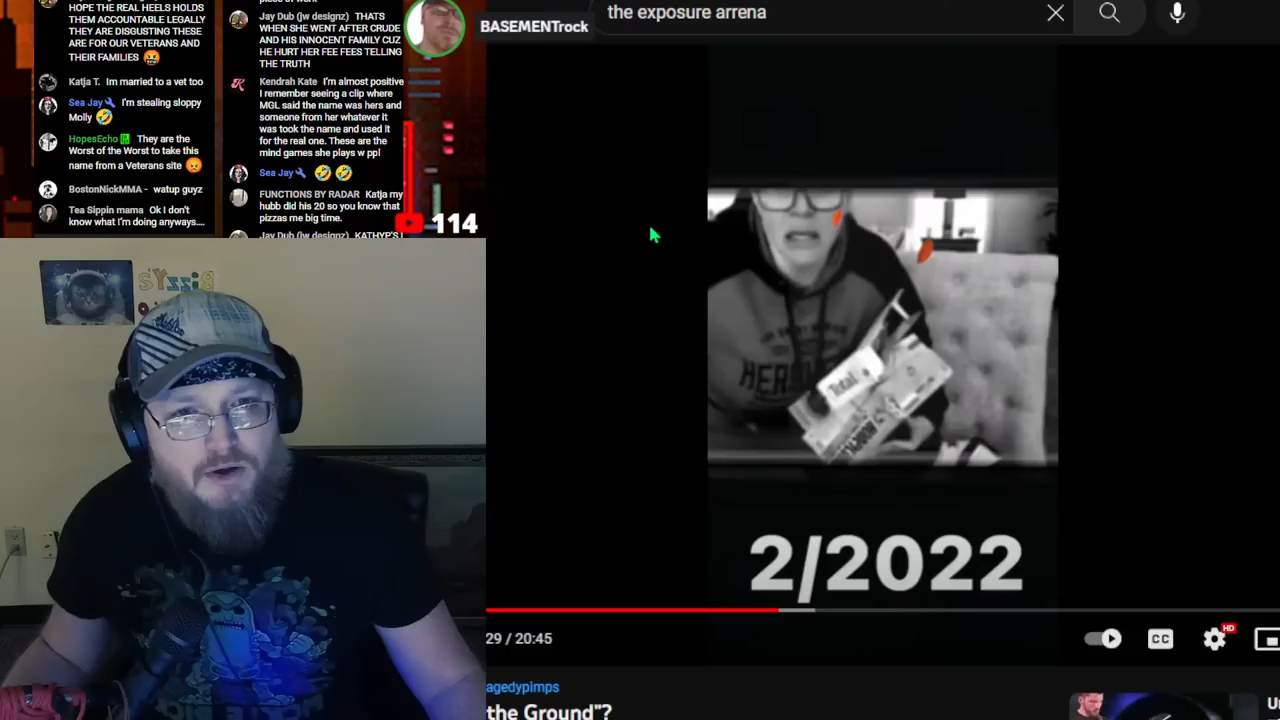 HOPE THE REAL HEELS HOLDS
THEM ACCOUNTABLE LEGALLY
THEY ARE DISGUSTING THESE
ARE FOR OUR VETERANS AND
THEIR FAMILIES
Katja T. Im married to a vet too
Sea Jay I'm stealing sloppy
Molly
HopesEcho They are the
Worst of the Worst to take this
name from a Veterans site
BostonNickMMA - watup guyz
Tea Sippin mama Ok I don't
know what I'm doing anyways....
Jay Dub (jw designz) THATS
WHEN SHE WENT AFTER CRUDE
AND HIS INNOCENT FAMILY CUZ
HE HURT HER FEE FEES TELLING
THE TRUTH
Kendrah Kate I'm almost positive
I remember seeing a clip where
MGL said the name was hers and
someone from her whatever it
was took the name and used it
for the real one. These are the
mind games she plays w ppl
Sea Jay
FUNCTIONS BY RADAR Katja my
hubb did his 20 so you know that
pizzas me big time.
Jay Dub (jw designz) KATHYP'S
114
BASEMENTrock
the exposure arrena
Total
2/2022
29 / 20:45
HD
CC
agedypimps
the Ground"?